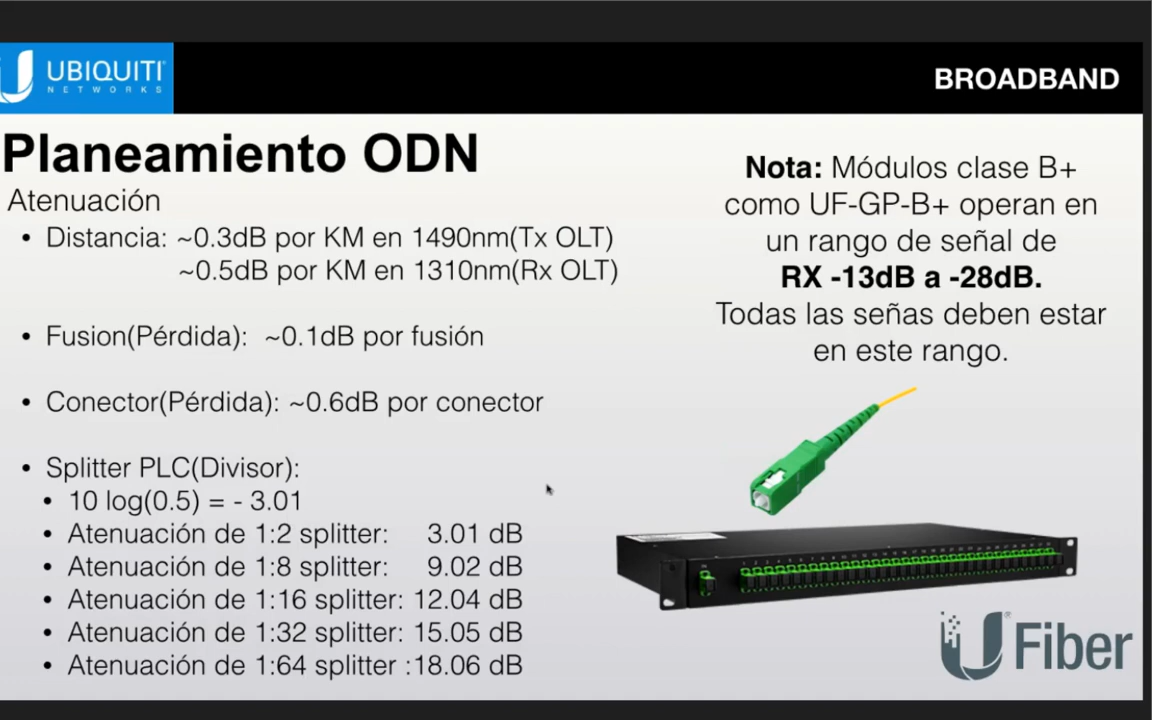 UBIQUITI
NETWORKS
BROADBAND
Planeamiento ODN
Atenuación
• Distancia: ~0.3dB por KM en 1490nm(Tx OLT)
~0.5dB por KM en 1310nm(Rx OLT)
• Fusion(Pérdida): ~0.1dB por fusión
• Conector(Pérdida): ~0.6dB por conector
• Splitter PLC(Divisor):
• 10 log(0.5) = - 3.01
• Atenuación de 1:2 splitter: 3.01 dB
• Atenuación de 1:8 splitter: 9.02 dB
• Atenuación de 1:16 splitter: 12.04 dB
• Atenuación de 1:32 splitter: 15.05 dB
• Atenuación de 1:64 splitter :18.06 dB
Nota: Módulos clase B+
como UF-GP-B+ operan en
un rango de señal de
RX -13dB a -28dB.
Todas las señas deben estar
en este rango.
U® Fiber